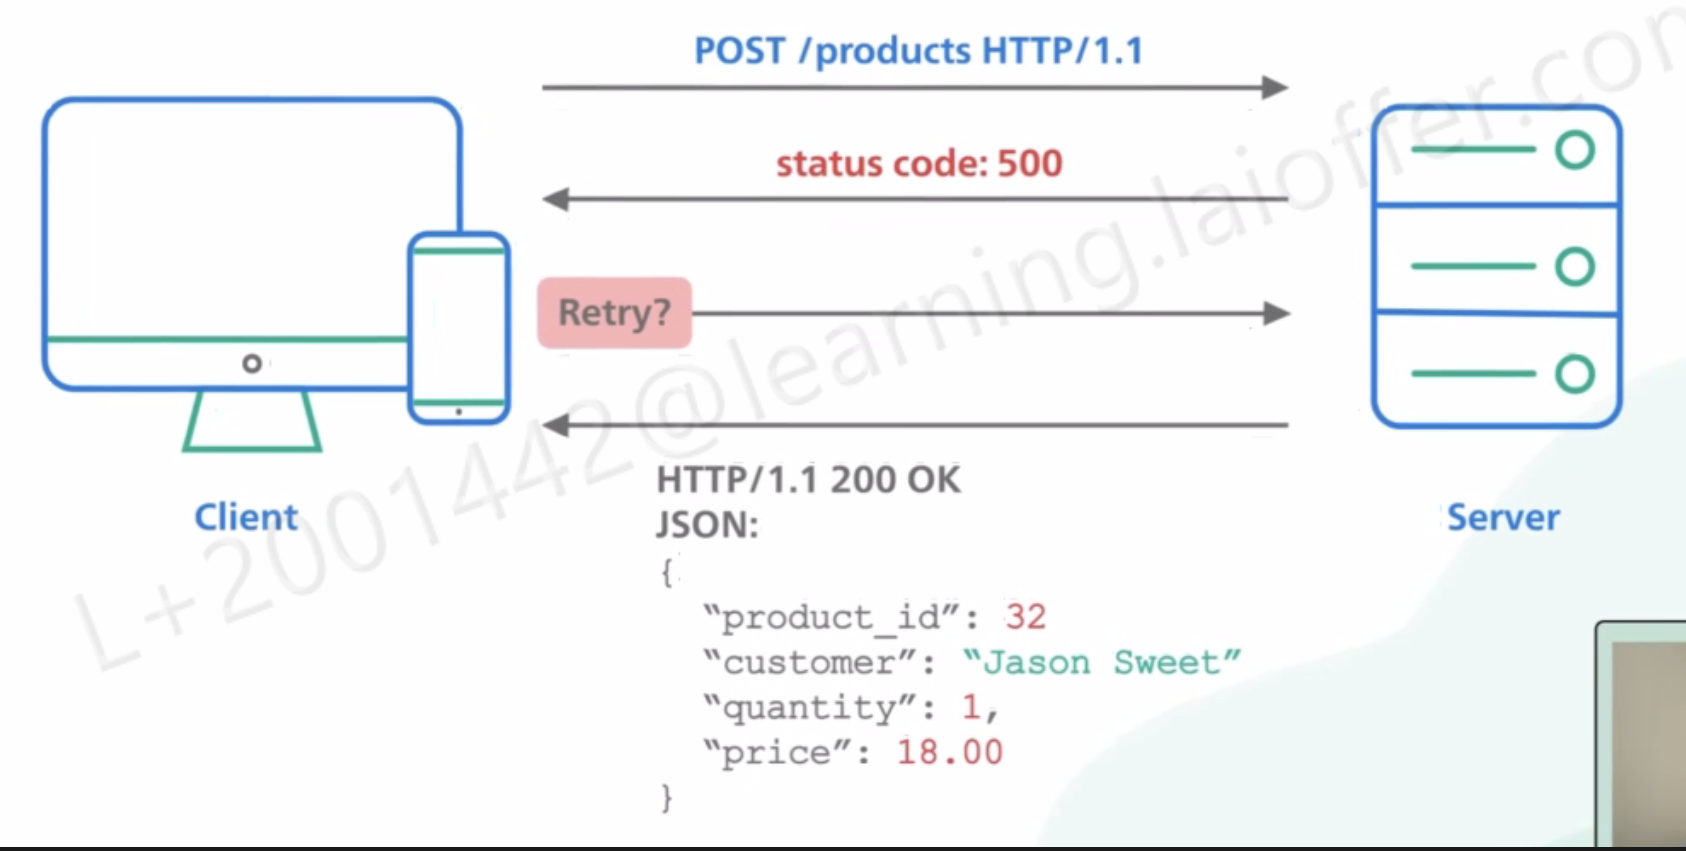 POST /products HTTP/1.1
status code: 500
Retry?
HTTP/1.1 200 OK
JSON:
{
“product_id”: 32
“customer”: “Jason Sweet”
“quantity”: 1,
“price”: 18.00
}
Client
Server
L+2001442@learning.laioffer.com